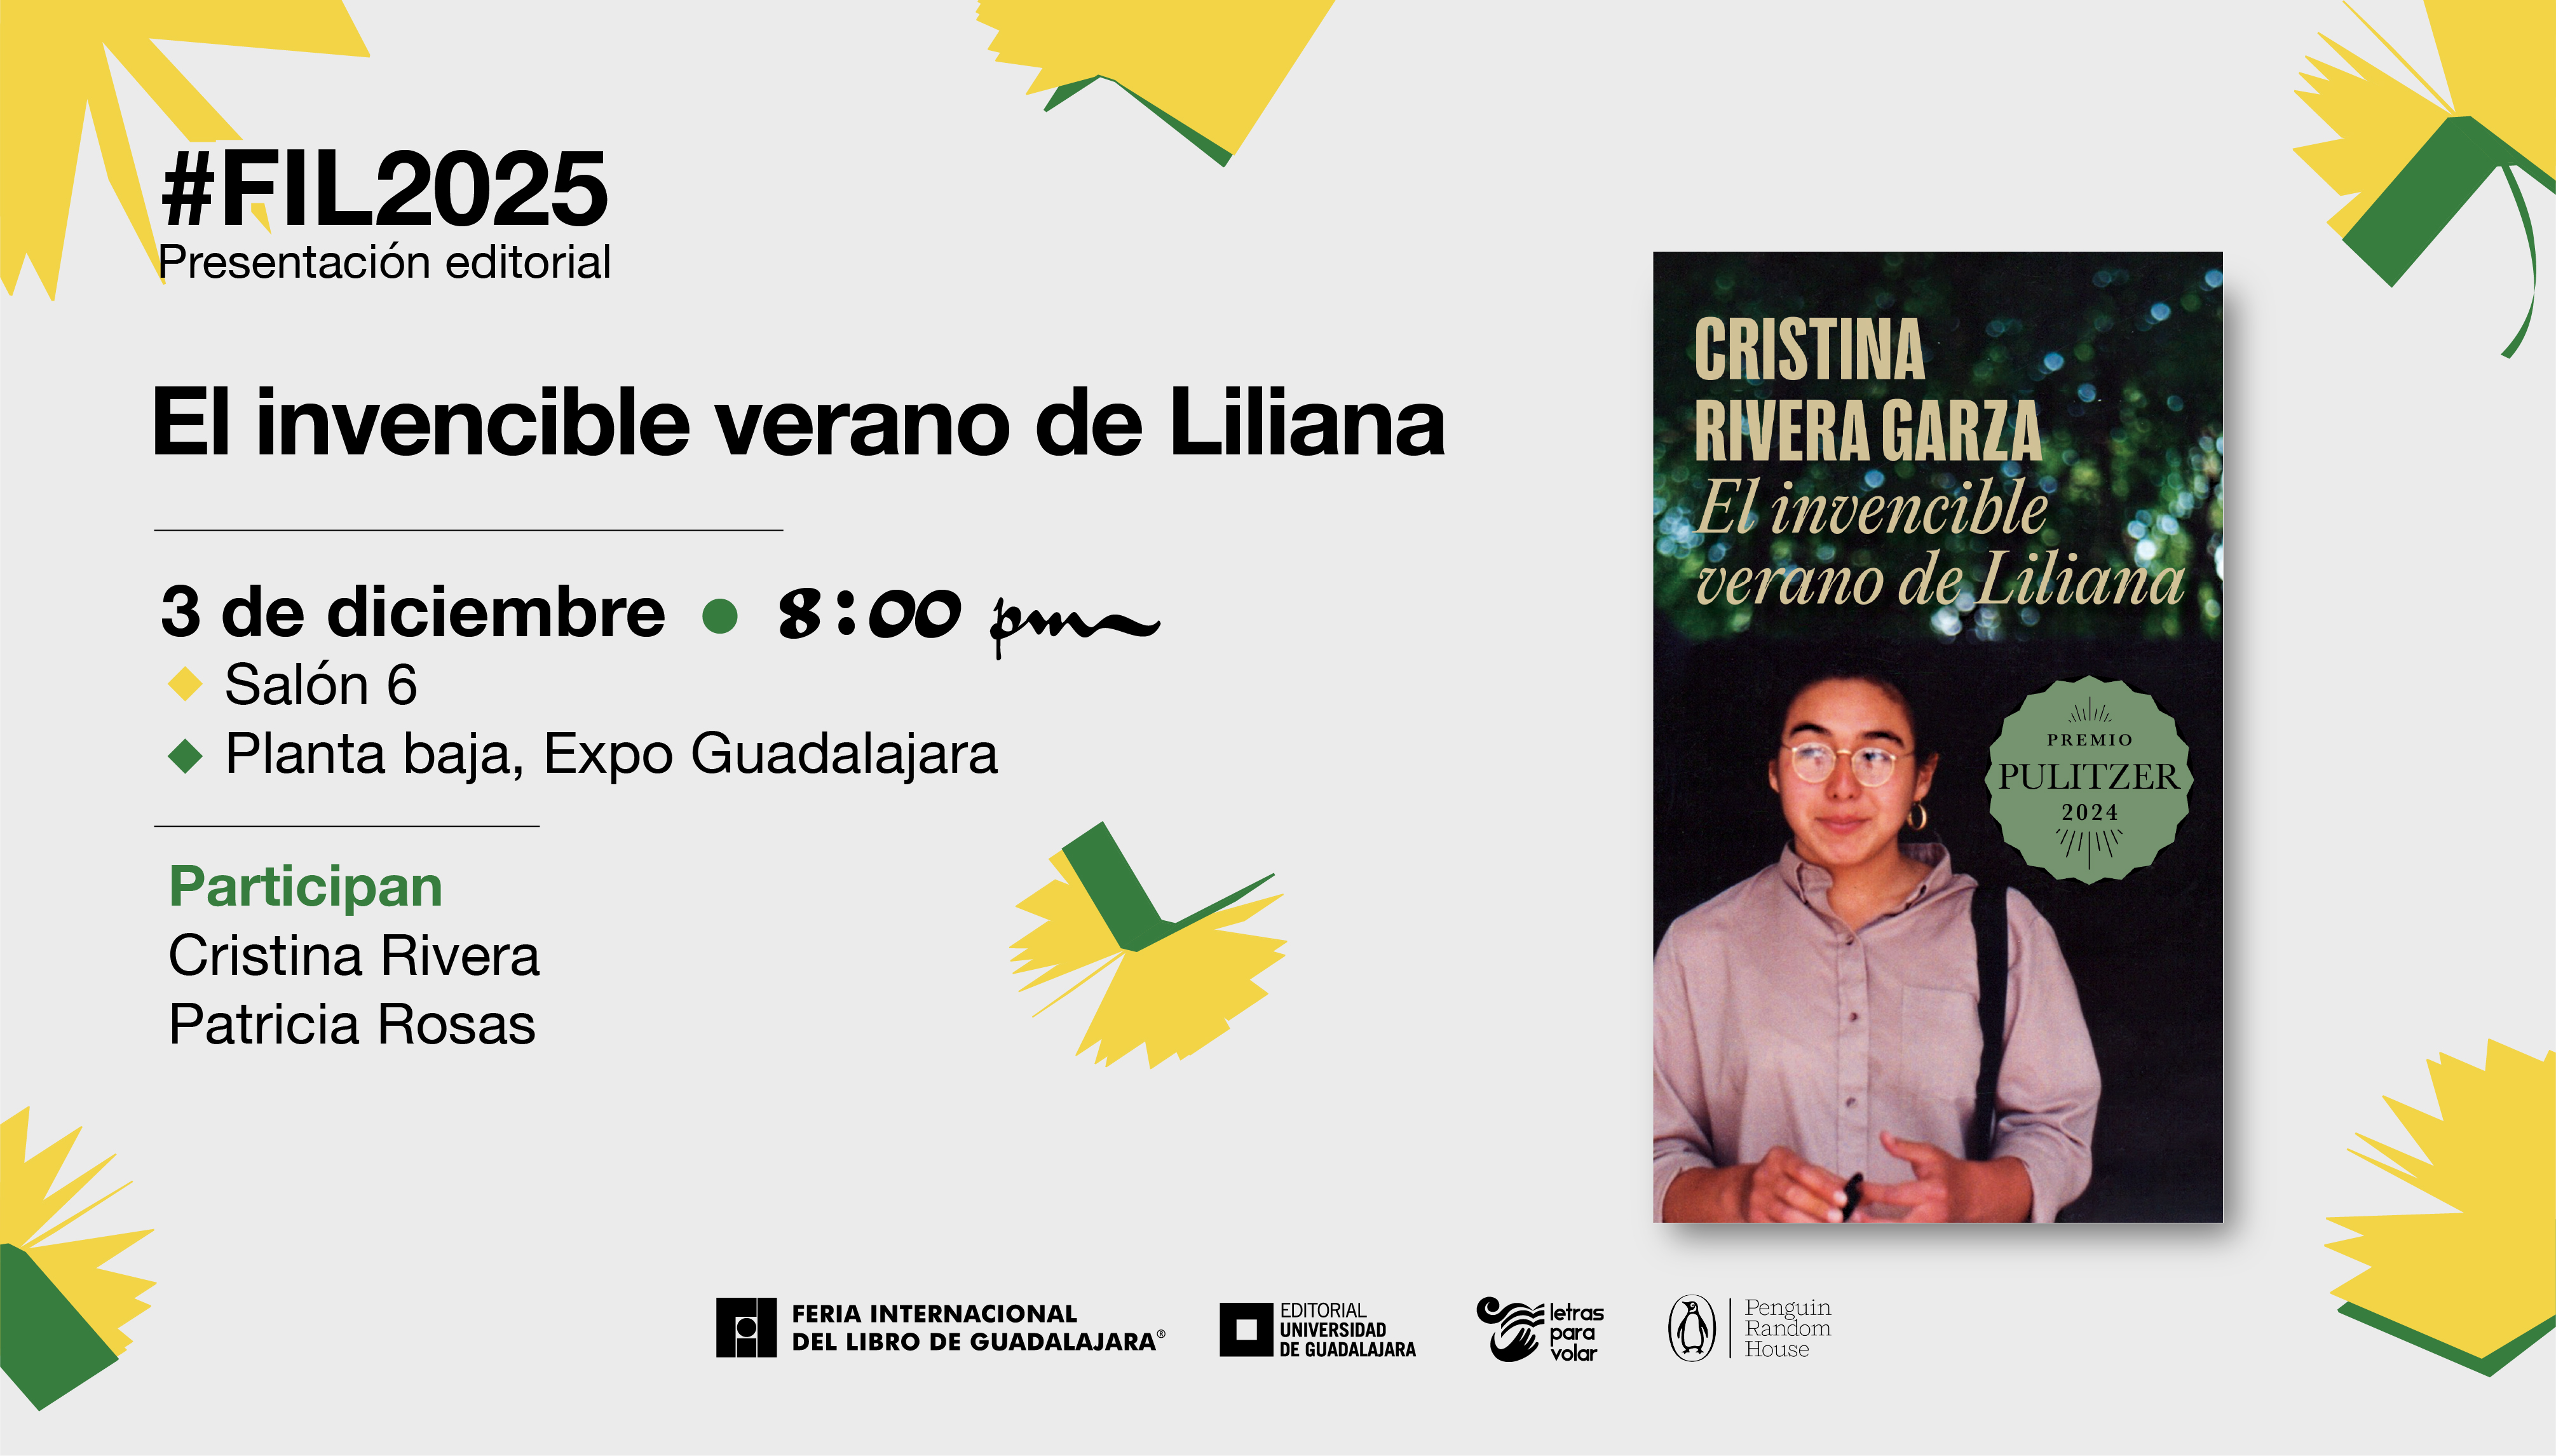 #FIL2025
Presentación editorial
El invencible verano de Liliana
3 de diciembre ● 8:00 pm
Salón 6
Planta baja, Expo Guadalajara
Participan
Cristina Rivera
Patricia Rosas
CRISTINA
RIVERA GARZA
El invencible
verano de Liliana
PREMIO
PULITZER
2024
FERIA INTERNACIONAL
DEL LIBRO DE GUADALAJARA®
EDITORIAL
UNIVERSIDAD
DE GUADALAJARA
letras
para
volar
Penguin
Random
House